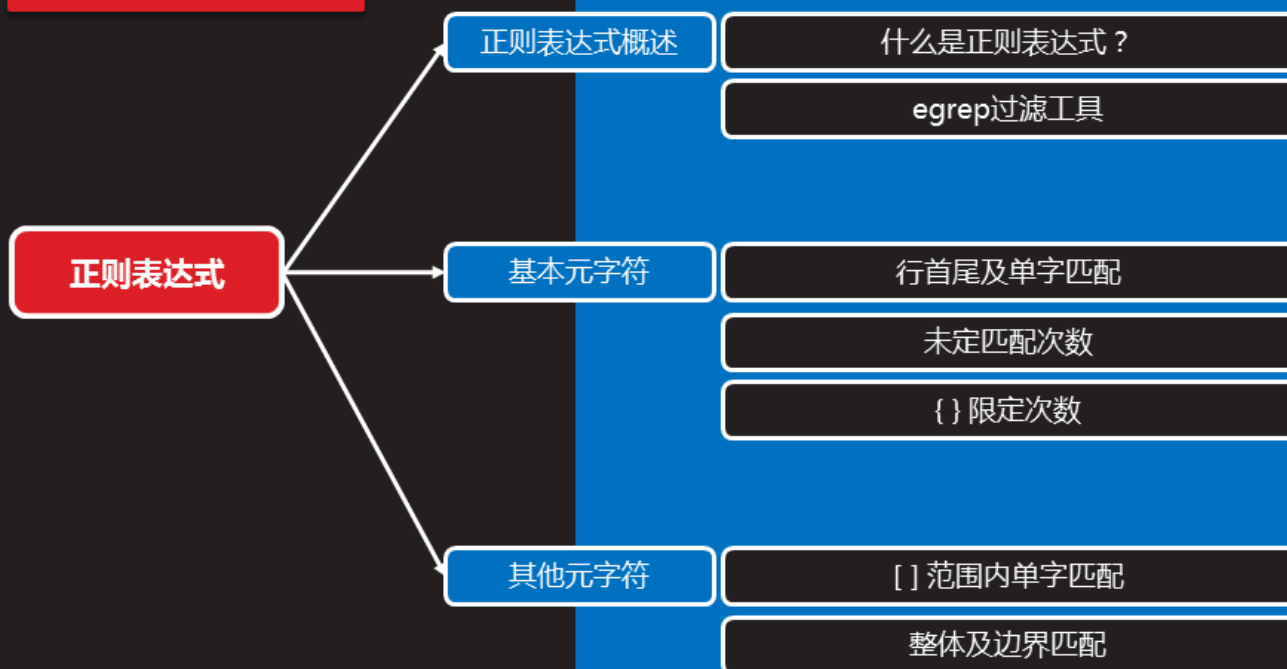 正则表达式
正则表达式概述
什么是正则表达式？
egrep过滤工具
基本元字符
行首尾及单字匹配
未定匹配次数
{ } 限定次数
其他元字符
[ ] 范围内单字匹配
整体及边界匹配